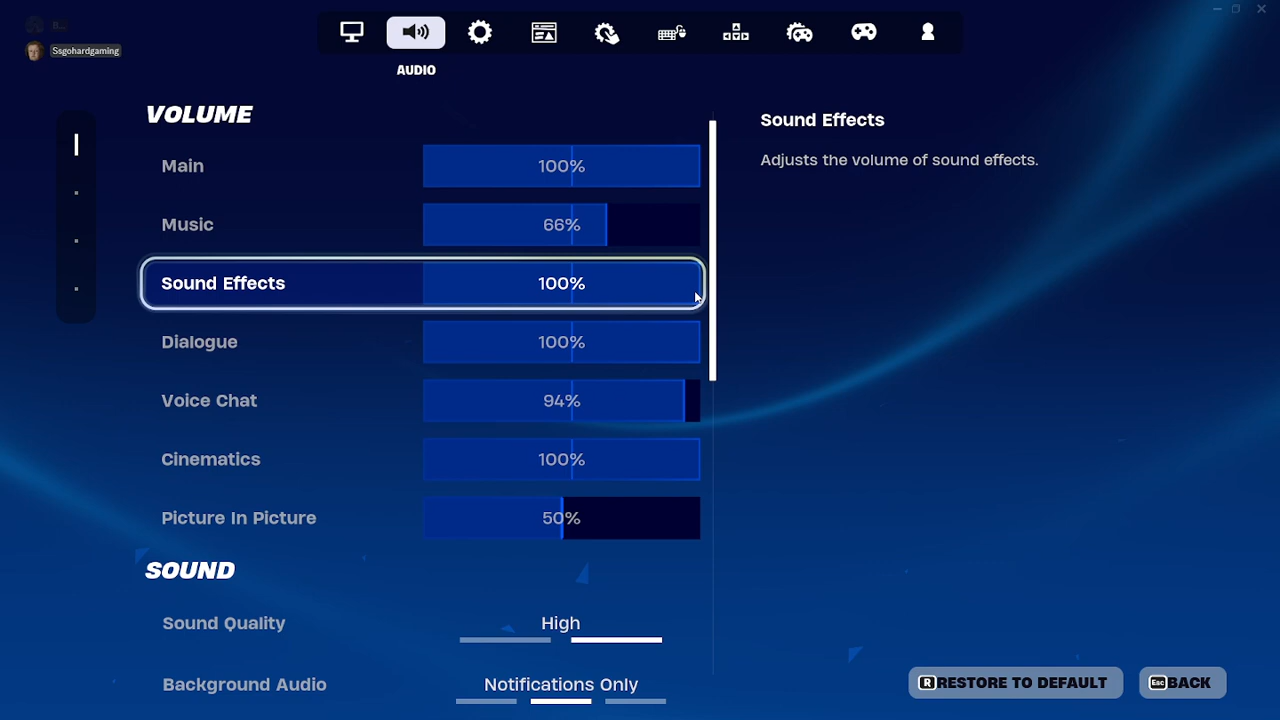 Ssgohardgaming
AUDIO
VOLUME
Main 100%
Music 66%
Sound Effects 100%
Dialogue 100%
Voice Chat 94%
Cinematics 100%
Picture In Picture 50%
SOUND
Sound Quality High
Background Audio Notifications Only
Sound Effects
Adjusts the volume of sound effects.
R RESTORE TO DEFAULT
Esc BACK